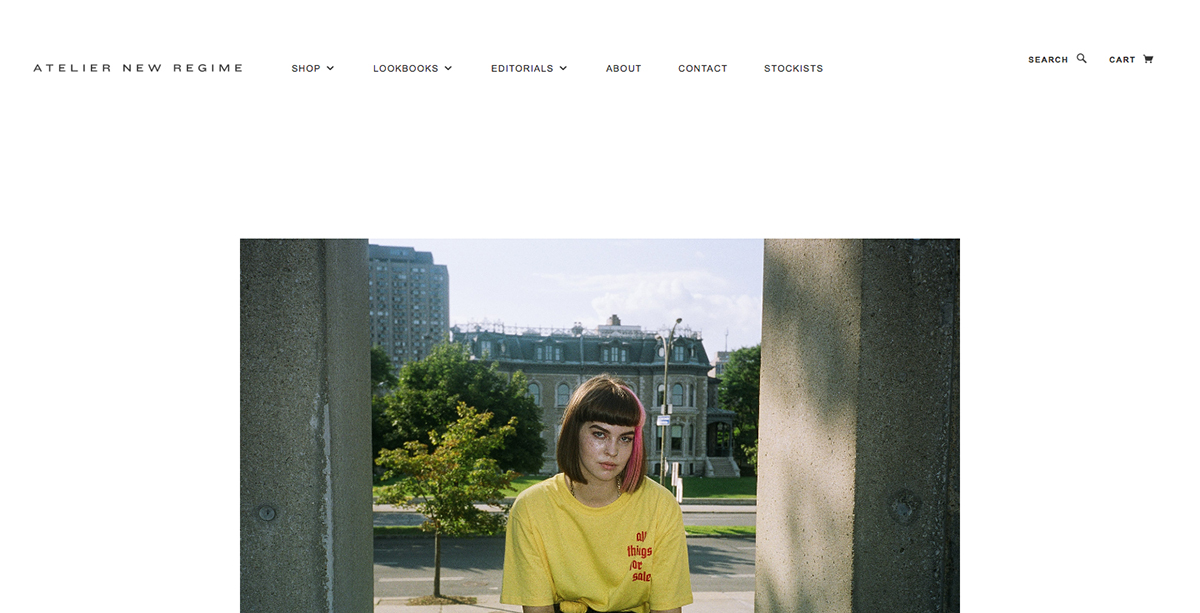 ATELIER NEW REGIME
SHOP
LOOKBOOKS
EDITORIALS
ABOUT
CONTACT
STOCKISTS
SEARCH
CART
all
things
for
sale